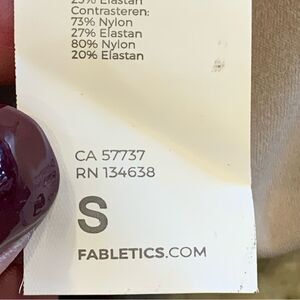 25% Elastan
Contrasteren:
73% Nylon
27% Elastan
80% Nylon
20% Elastan
CA 57737
RN 134638
S
FABLETICS.COM